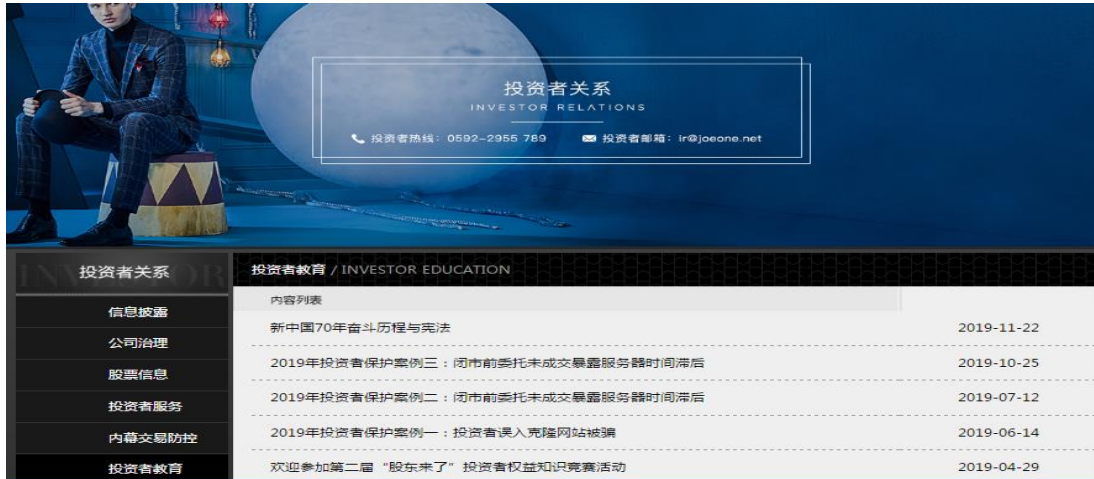 投资者关系
INVESTOR RELATIONS
投资者热线：0592-2955 789 投资者邮箱：ir@joeone.net
投资者关系
信息披露
公司治理
股票信息
投资者服务
内幕交易防控
投资者教育
投资者教育 / INVESTOR EDUCATION
内容列表
新中国70年奋斗历程与宪法 2019-11-22
2019年投资者保护案例三：闭市前委托未成交暴露服务器时间滞后 2019-10-25
2019年投资者保护案例二：闭市前委托未成交暴露服务器时间滞后 2019-07-12
2019年投资者保护案例一：投资者误入克隆网站被骗 2019-06-14
欢迎参加第二届“股东来了”投资者权益知识竞赛活动 2019-04-29